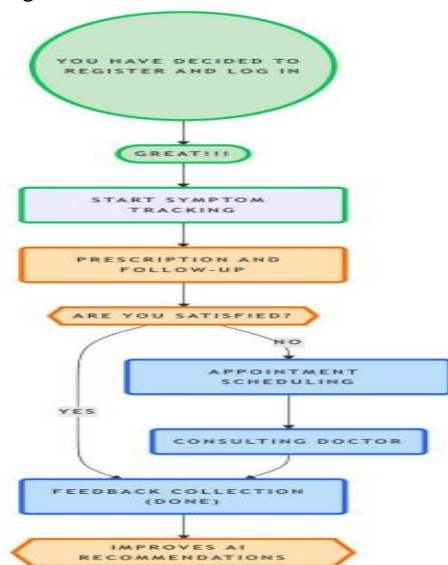 YOU HAVE DECIDED TO
REGISTER AND LOG IN
GREAT!!!
START SYMPTOM
TRACKING
PRESCRIPTION AND
FOLLOW-UP
ARE YOU SATISFIED?
NO
APPOINTMENT
SCHEDULING
YES
CONSULTING DOCTOR
FEEDBACK COLLECTION
(DONE)
IMPROVES AI
RECOMMENDATIONS